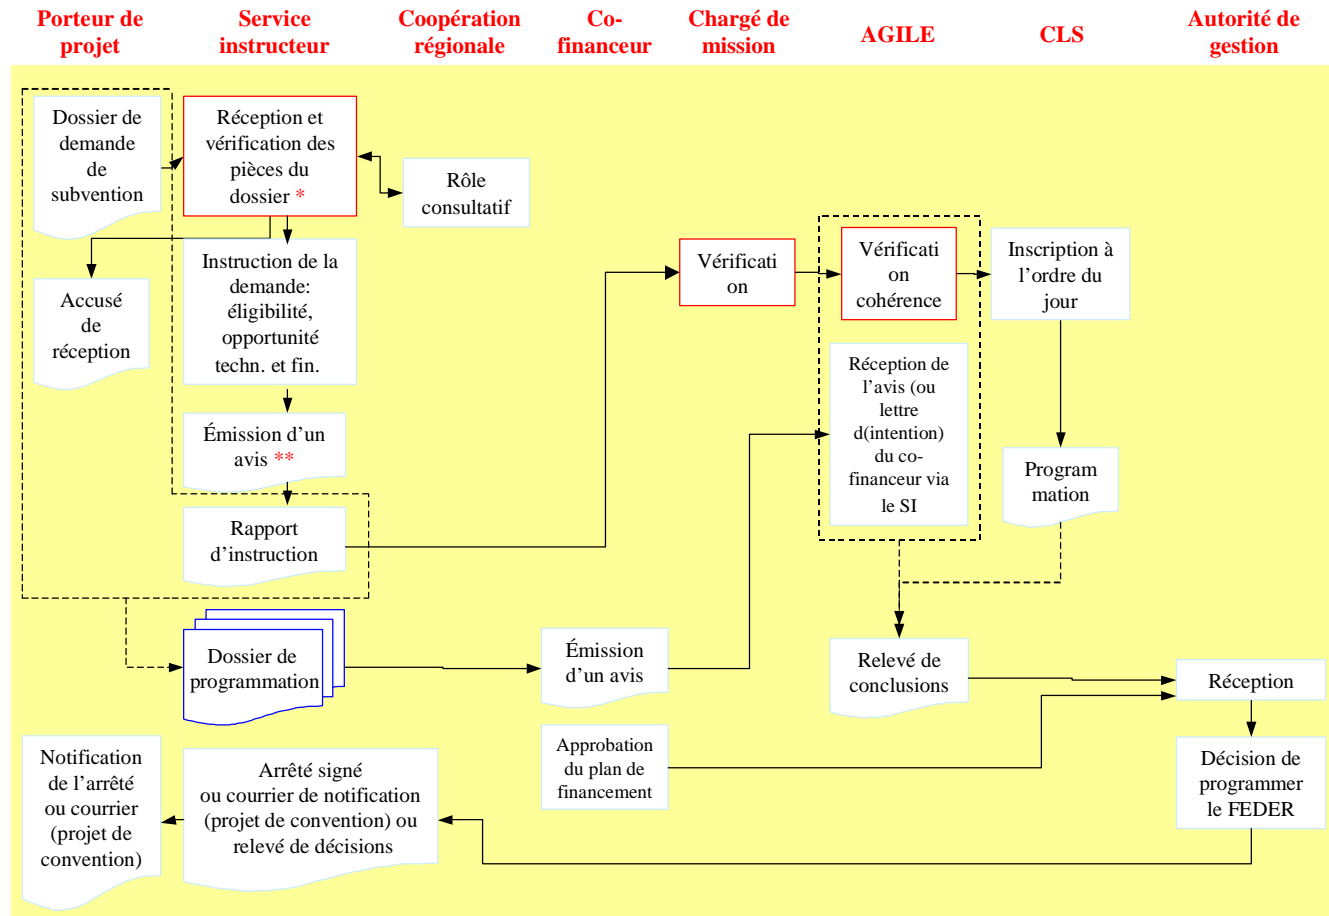 Porteur de
projet
Service
instructeur
Coopération
régionale
Co-
financeur
Chargé de
mission
AGILE
CLS
Autorité de
gestion
Dossier de
demande
de
subvention
Réception et
vérification des
pièces du
dossier *
Rôle
consultatif
Accusé
de
réception
Instruction de la
demande:
éligibilité,
opportunité
techn. et fin.
Vérificati
on
Vérificati
on
cohérence
Inscription à
l’ordre du
jour
Émission d’un
avis **
Réception de
l’avis (ou
lettre
d(intention)
du co-
financeur via
le SI
Program
mation
Rapport
d’instruction
Dossier de
programmation
Émission
d’un avis
Relevé de
conclusions
Réception
Notification
de l’arrêté
ou courrier
(projet de
convention)
Arrêté signé
ou courrier de notification
(projet de convention) ou
relevé de décisions
Approbation
du plan de
financement
Décision de
programmer
le FEDER